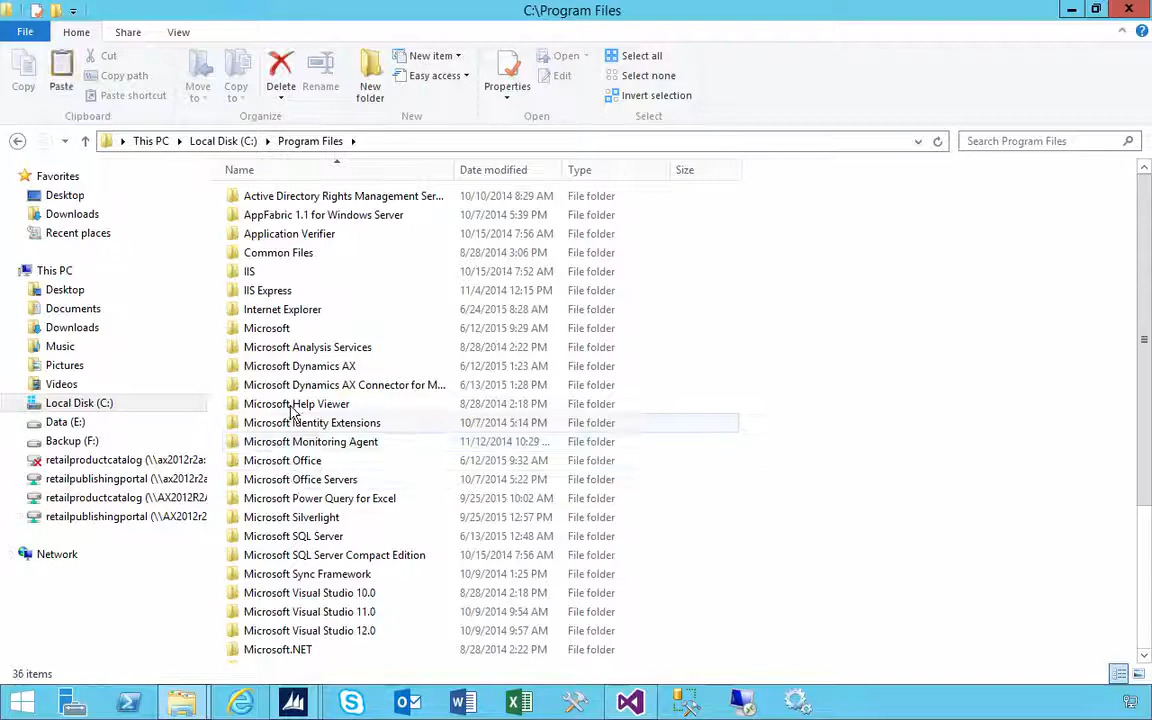 C:\Program Files
File Home Share View
Copy
Paste
Cut
Copy path
Paste shortcut
Clipboard
Move to
Copy to
Delete
Rename
Organize
New folder
New item
Easy access
New
Properties
Open
Edit
Open
Select all
Select none
Invert selection
Select
This PC Local Disk (C:) Program Files
Search Program Files
Favorites
Desktop
Downloads
Recent places
This PC
Desktop
Documents
Downloads
Music
Pictures
Videos
Local Disk (C:)
Data (E:)
Backup (F:)
retailproductcatalog (\\ax2012r2a:
retailpublishingportal (\\ax2012r2a
retailproductcatalog (\\AX2012R2A
retailpublishingportal (\\AX2012r2
Network
Name Date modified Type Size
Active Directory Rights Management Ser... 10/10/2014 8:29 AM File folder
AppFabric 1.1 for Windows Server 10/7/2014 5:39 PM File folder
Application Verifier 10/15/2014 7:56 AM File folder
Common Files 8/28/2014 3:06 PM File folder
IIS 10/15/2014 7:52 AM File folder
IIS Express 11/4/2014 12:15 PM File folder
Internet Explorer 6/24/2015 8:28 AM File folder
Microsoft 6/12/2015 9:29 AM File folder
Microsoft Analysis Services 8/28/2014 2:22 PM File folder
Microsoft Dynamics AX 6/12/2015 1:23 AM File folder
Microsoft Dynamics AX Connector for M... 6/13/2015 1:28 PM File folder
Microsoft Help Viewer 8/28/2014 2:18 PM File folder
Microsoft Identity Extensions 10/7/2014 5:14 PM File folder
Microsoft Monitoring Agent 11/12/2014 10:29 ... File folder
Microsoft Office 6/12/2015 9:32 AM File folder
Microsoft Office Servers 10/7/2014 5:22 PM File folder
Microsoft Power Query for Excel 9/25/2015 10:02 AM File folder
Microsoft Silverlight 9/25/2015 12:57 PM File folder
Microsoft SQL Server 6/13/2015 12:48 AM File folder
Microsoft SQL Server Compact Edition 10/15/2014 7:56 AM File folder
Microsoft Sync Framework 10/9/2014 1:25 PM File folder
Microsoft Visual Studio 10.0 8/28/2014 2:18 PM File folder
Microsoft Visual Studio 11.0 10/9/2014 9:54 AM File folder
Microsoft Visual Studio 12.0 10/9/2014 9:57 AM File folder
Microsoft.NET 8/28/2014 2:22 PM File folder
36 items